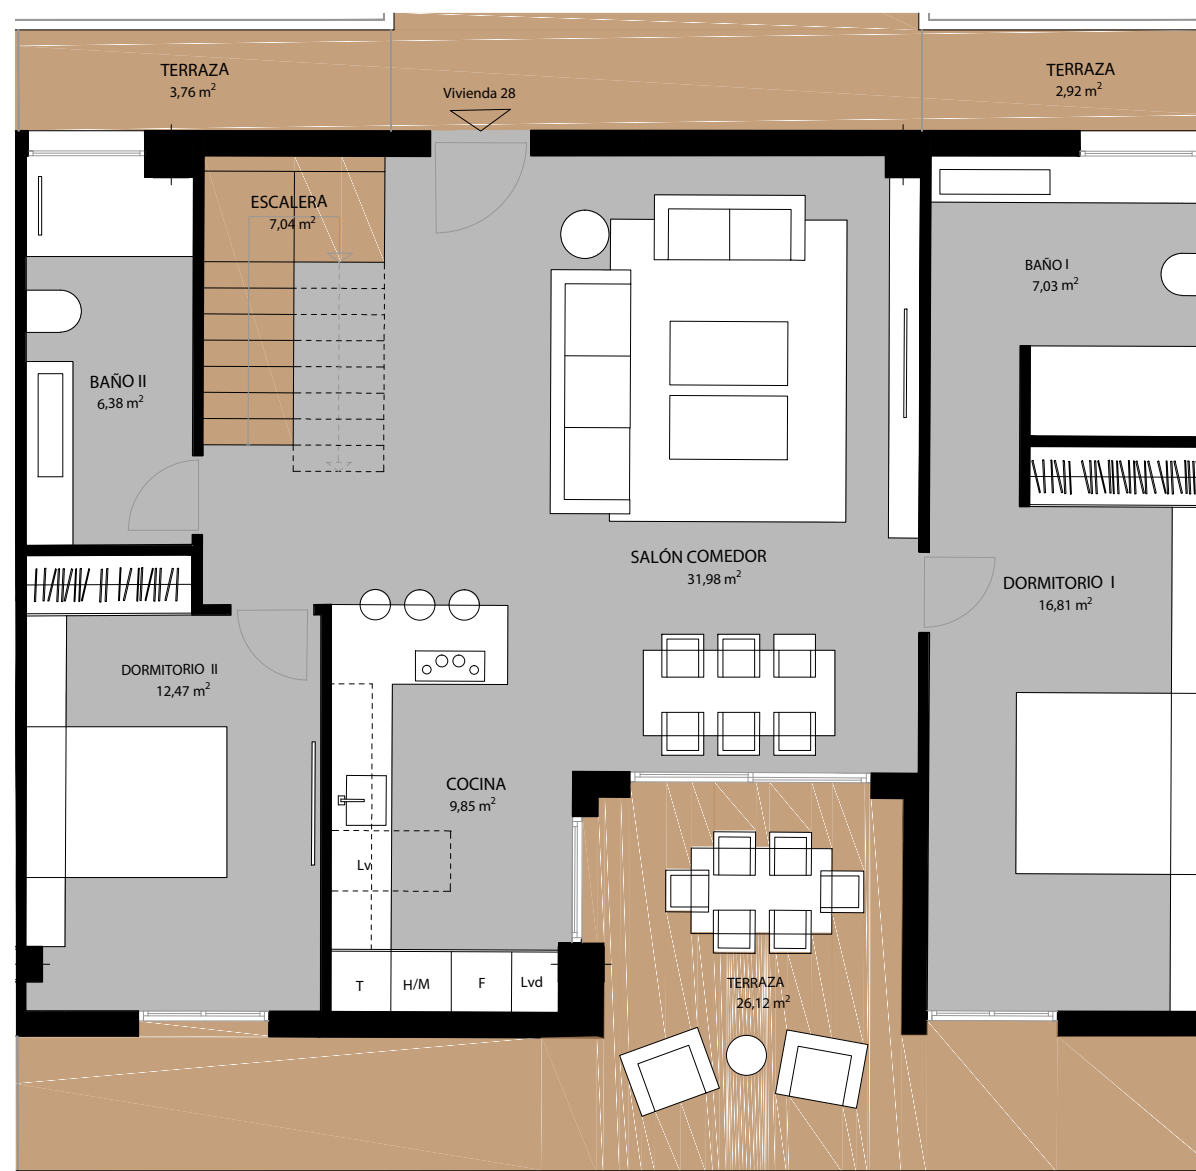 TERRAZA
3,76 m²
Vivienda 28
TERRAZA
2,92 m²
ESCALERA
7,04 m²
BAÑO I
7,03 m²
BAÑO II
6,38 m²
SALÓN COMEDOR
31,98 m²
DORMITORIO I
16,81 m²
DORMITORIO II
12,47 m²
COCINA
9,85 m²
Lv
T
H/M
F
Lvd
TERRAZA
26,12 m²